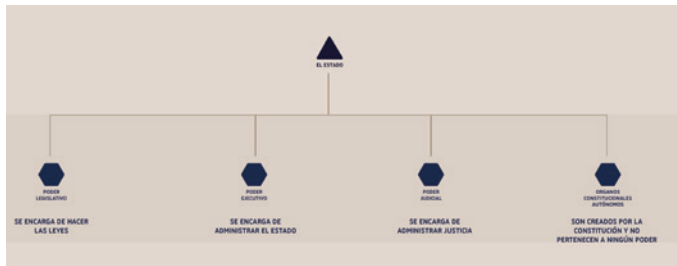 EL ESTADO
PODER
LEGISLATIVO
SE ENCARGA DE HACER
LAS LEYES
PODER
EJECUTIVO
SE ENCARGA DE
ADMINISTRAR EL ESTADO
PODER
JUDICIAL
SE ENCARGA DE
ADMINISTRAR JUSTICIA
ORGANOS
CONSTITUCIONALES
AUTÓNOMOS
SON CREADOS POR LA
CONSTITUCIÓN Y NO
PERTENECEN A NINGÚN PODER